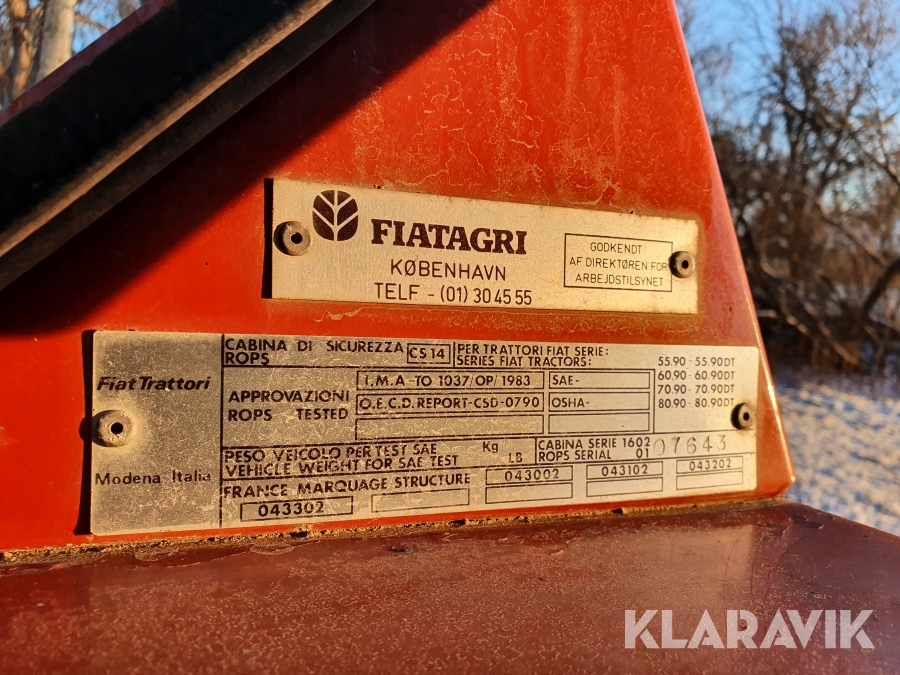 FIATAGRI
KØBENHAVN
TELF - (01) 30 45 55
GODKENDT
AF DIREKTØREN FOR
ARBEJDSTILSYNET
Fiat Trattori
Modena Italia
CABINA DI SICUREZZA
ROPS
CS 14
PER TRATTORI FIAT SERIE:
SERIES FIAT TRACTORS:
55.90 - 55.90DT
60.90 - 60.90DT
70.90 - 70.90DT
80.90 - 80.90DT
APPROVAZIONI
ROPS TESTED
I.M.A - TO 1037/OP/1983
O.E.C.D. REPORT-CSD-0790
SAE-
OSHA-
PESO VEICOLO PER TEST SAE
VEHICLE WEIGHT FOR SAE TEST
Kg
LB
CABINA SERIE 1602
ROPS SERIAL 01
07643
FRANCE MARQUAGE STRUCTURE
043002
043102
043202
043302
KLARAVIK